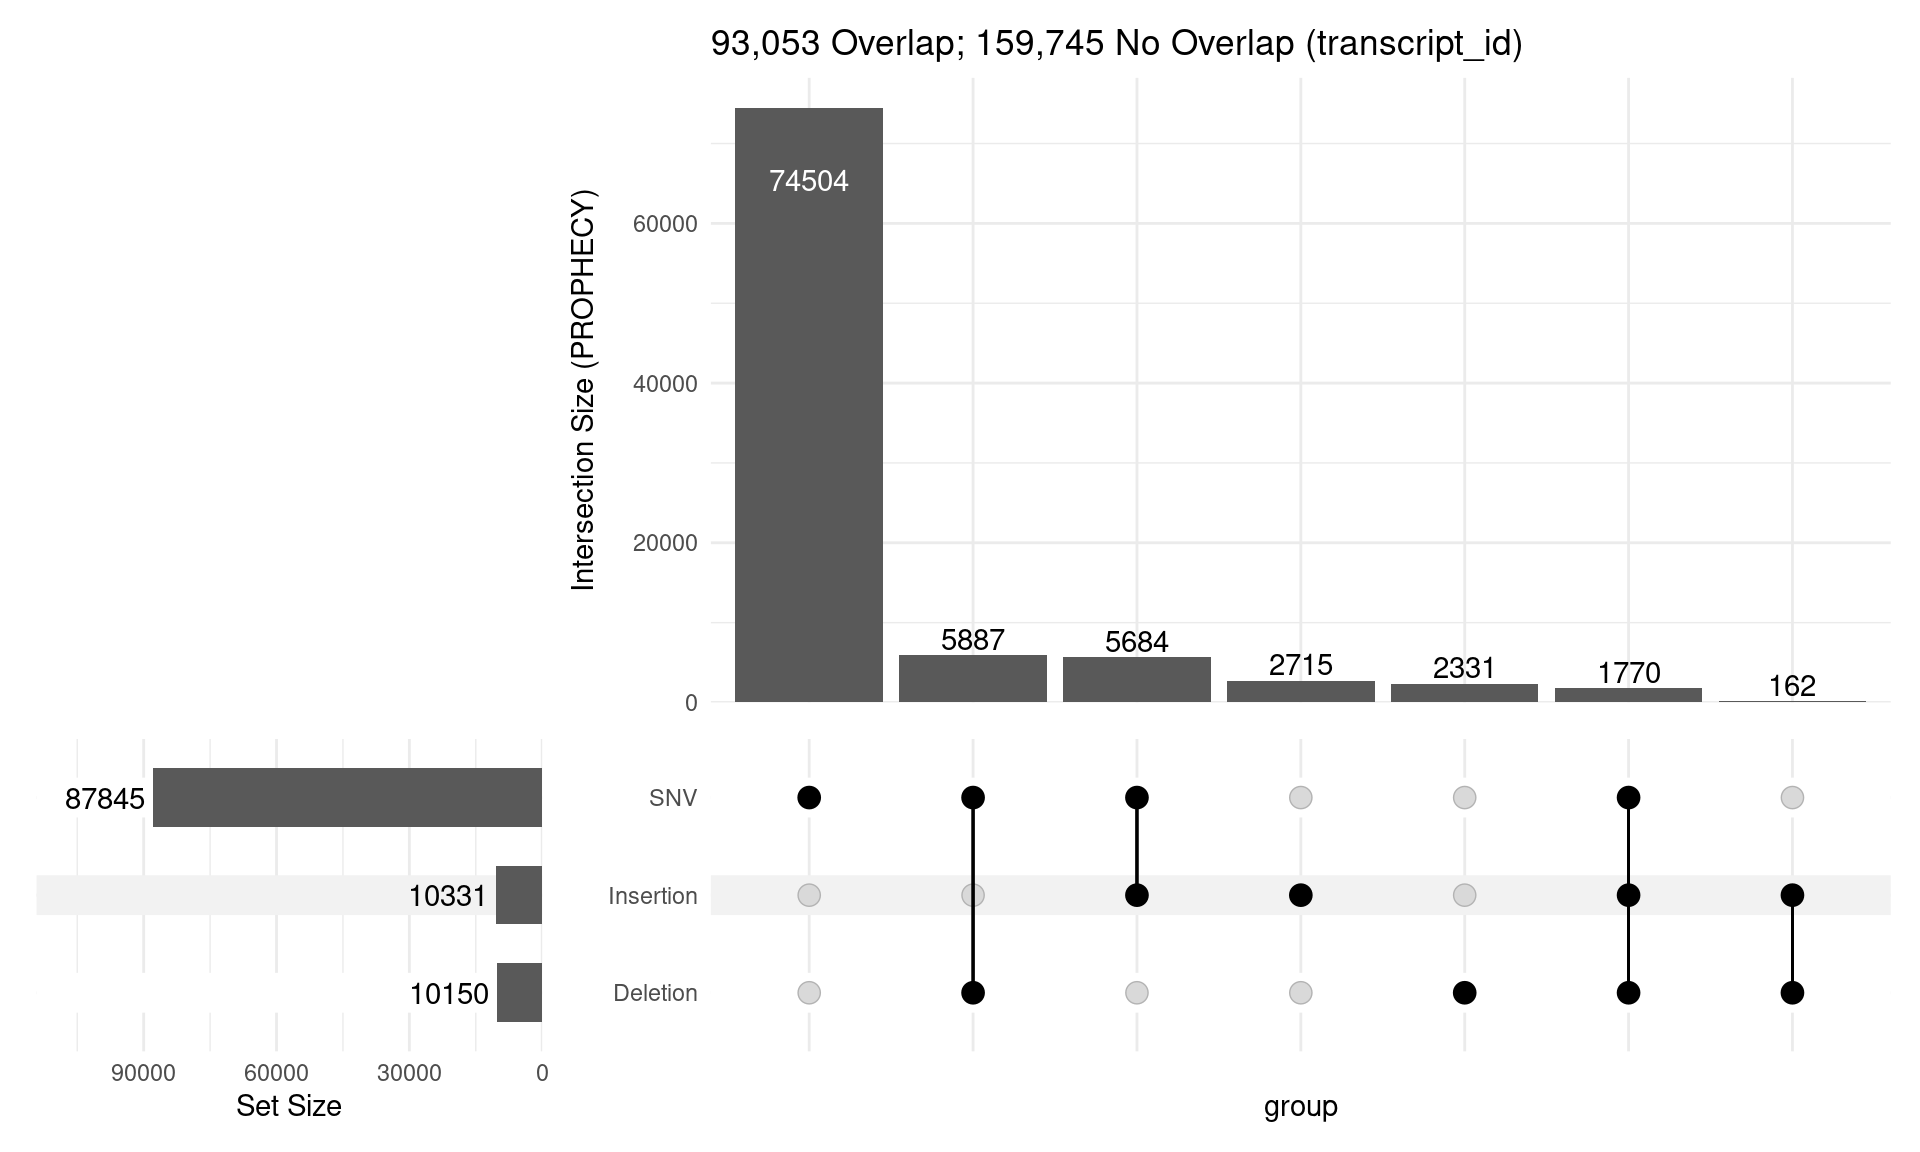 93,053 Overlap; 159,745 No Overlap (transcript_id)
Intersection Size (PROPHECY)
60000
40000
20000
0
74504
5887
5684
2715
2331
1770
162
87845
10331
10150
90000
60000
30000
0
Set Size
SNV
Insertion
Deletion
group